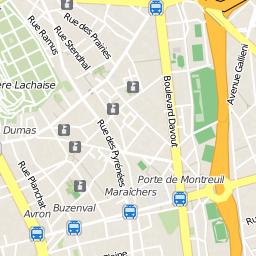 Rue des Prairies
Rue Ramus
Rue Stendhal
ère Lachaise
Boulevard Davout
Avenue Gallieni
Dumas
Rue des Pyrénées
Rue Planchat
Porte de Montreuil
Maraîchers
Buzenval
Avron